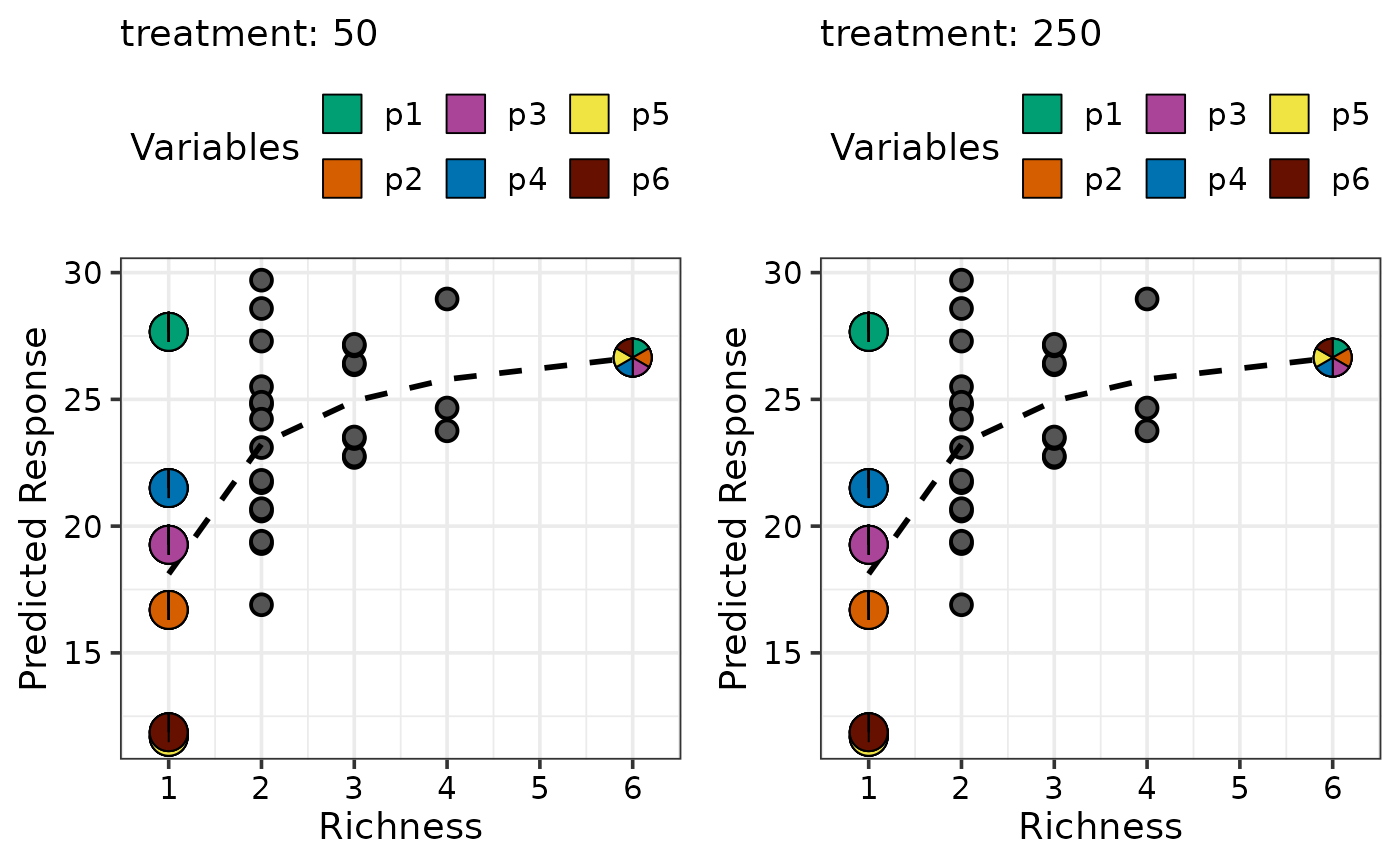 treatment: 50
Variables
p1 p3 p5
p2 p4 p6
Predicted Response
30
25
20
15
1 2 3 4 5 6
Richness
treatment: 250
Variables
p1 p3 p5
p2 p4 p6
Predicted Response
30
25
20
15
1 2 3 4 5 6
Richness